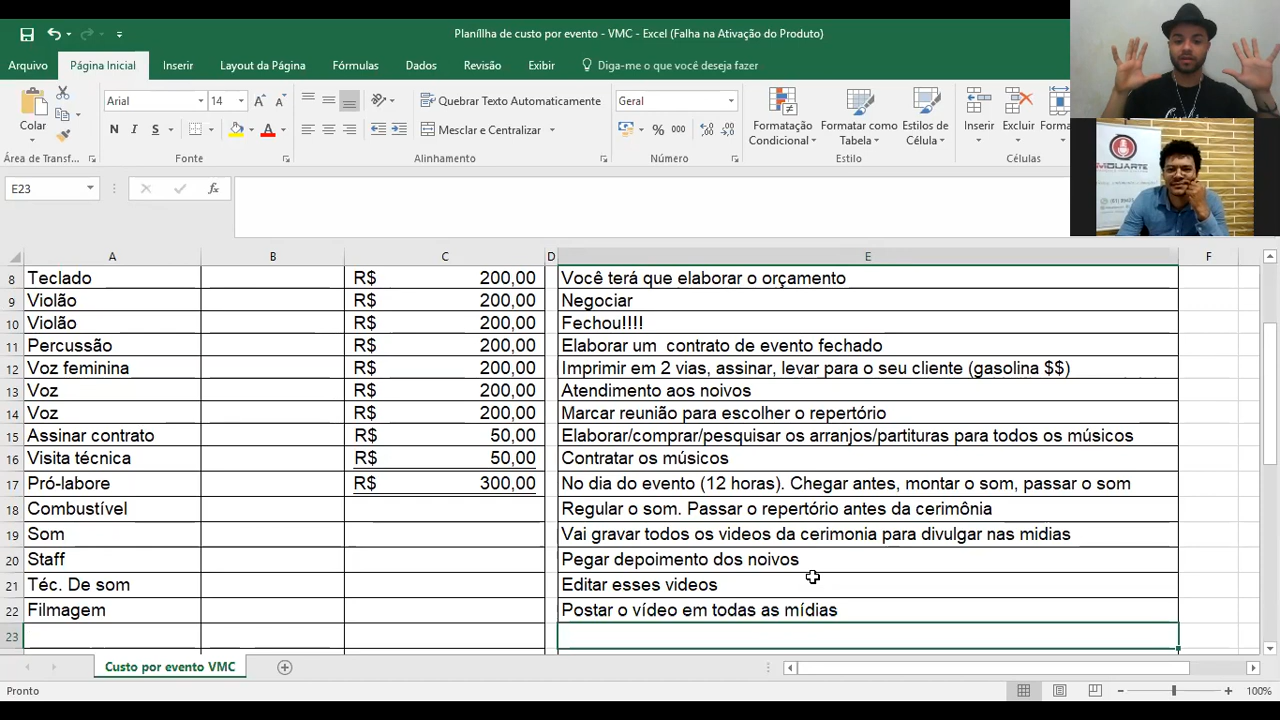 Planíllha de custo por evento - VMC - Excel (Falha na Ativação do Produto)
Arquivo Página Inicial Inserir Layout da Página Fórmulas Dados Revisão Exibir Diga-me o que você deseja fazer
Colar
Arial 14
Quebrar Texto Automaticamente
Geral
N I S
Mesclar e Centralizar
% 000
Formatação Condicional
Formatar como Tabela
Estilos de Célula
Inserir Excluir Forma
Área de Transf... Fonte Alinhamento Número Estilo Células
E23 fx
A B C D E F
8 Teclado R$ 200,00 Você terá que elaborar o orçamento
9 Violão R$ 200,00 Negociar
10 Violão R$ 200,00 Fechou!!!!
11 Percussão R$ 200,00 Elaborar um contrato de evento fechado
12 Voz feminina R$ 200,00 Imprimir em 2 vias, assinar, levar para o seu cliente (gasolina $$)
13 Voz R$ 200,00 Atendimento aos noivos
14 Voz R$ 200,00 Marcar reunião para escolher o repertório
15 Assinar contrato R$ 50,00 Elaborar/comprar/pesquisar os arranjos/partituras para todos os músicos
16 Visita técnica R$ 50,00 Contratar os músicos
17 Pró-labore R$ 300,00 No dia do evento (12 horas). Chegar antes, montar o som, passar o som
18 Combustível Regular o som. Passar o repertório antes da cerimônia
19 Som Vai gravar todos os videos da cerimonia para divulgar nas midias
20 Staff Pegar depoimento dos noivos
21 Téc. De som Editar esses videos
22 Filmagem Postar o vídeo em todas as mídias
23
Custo por evento VMC
Pronto 100%